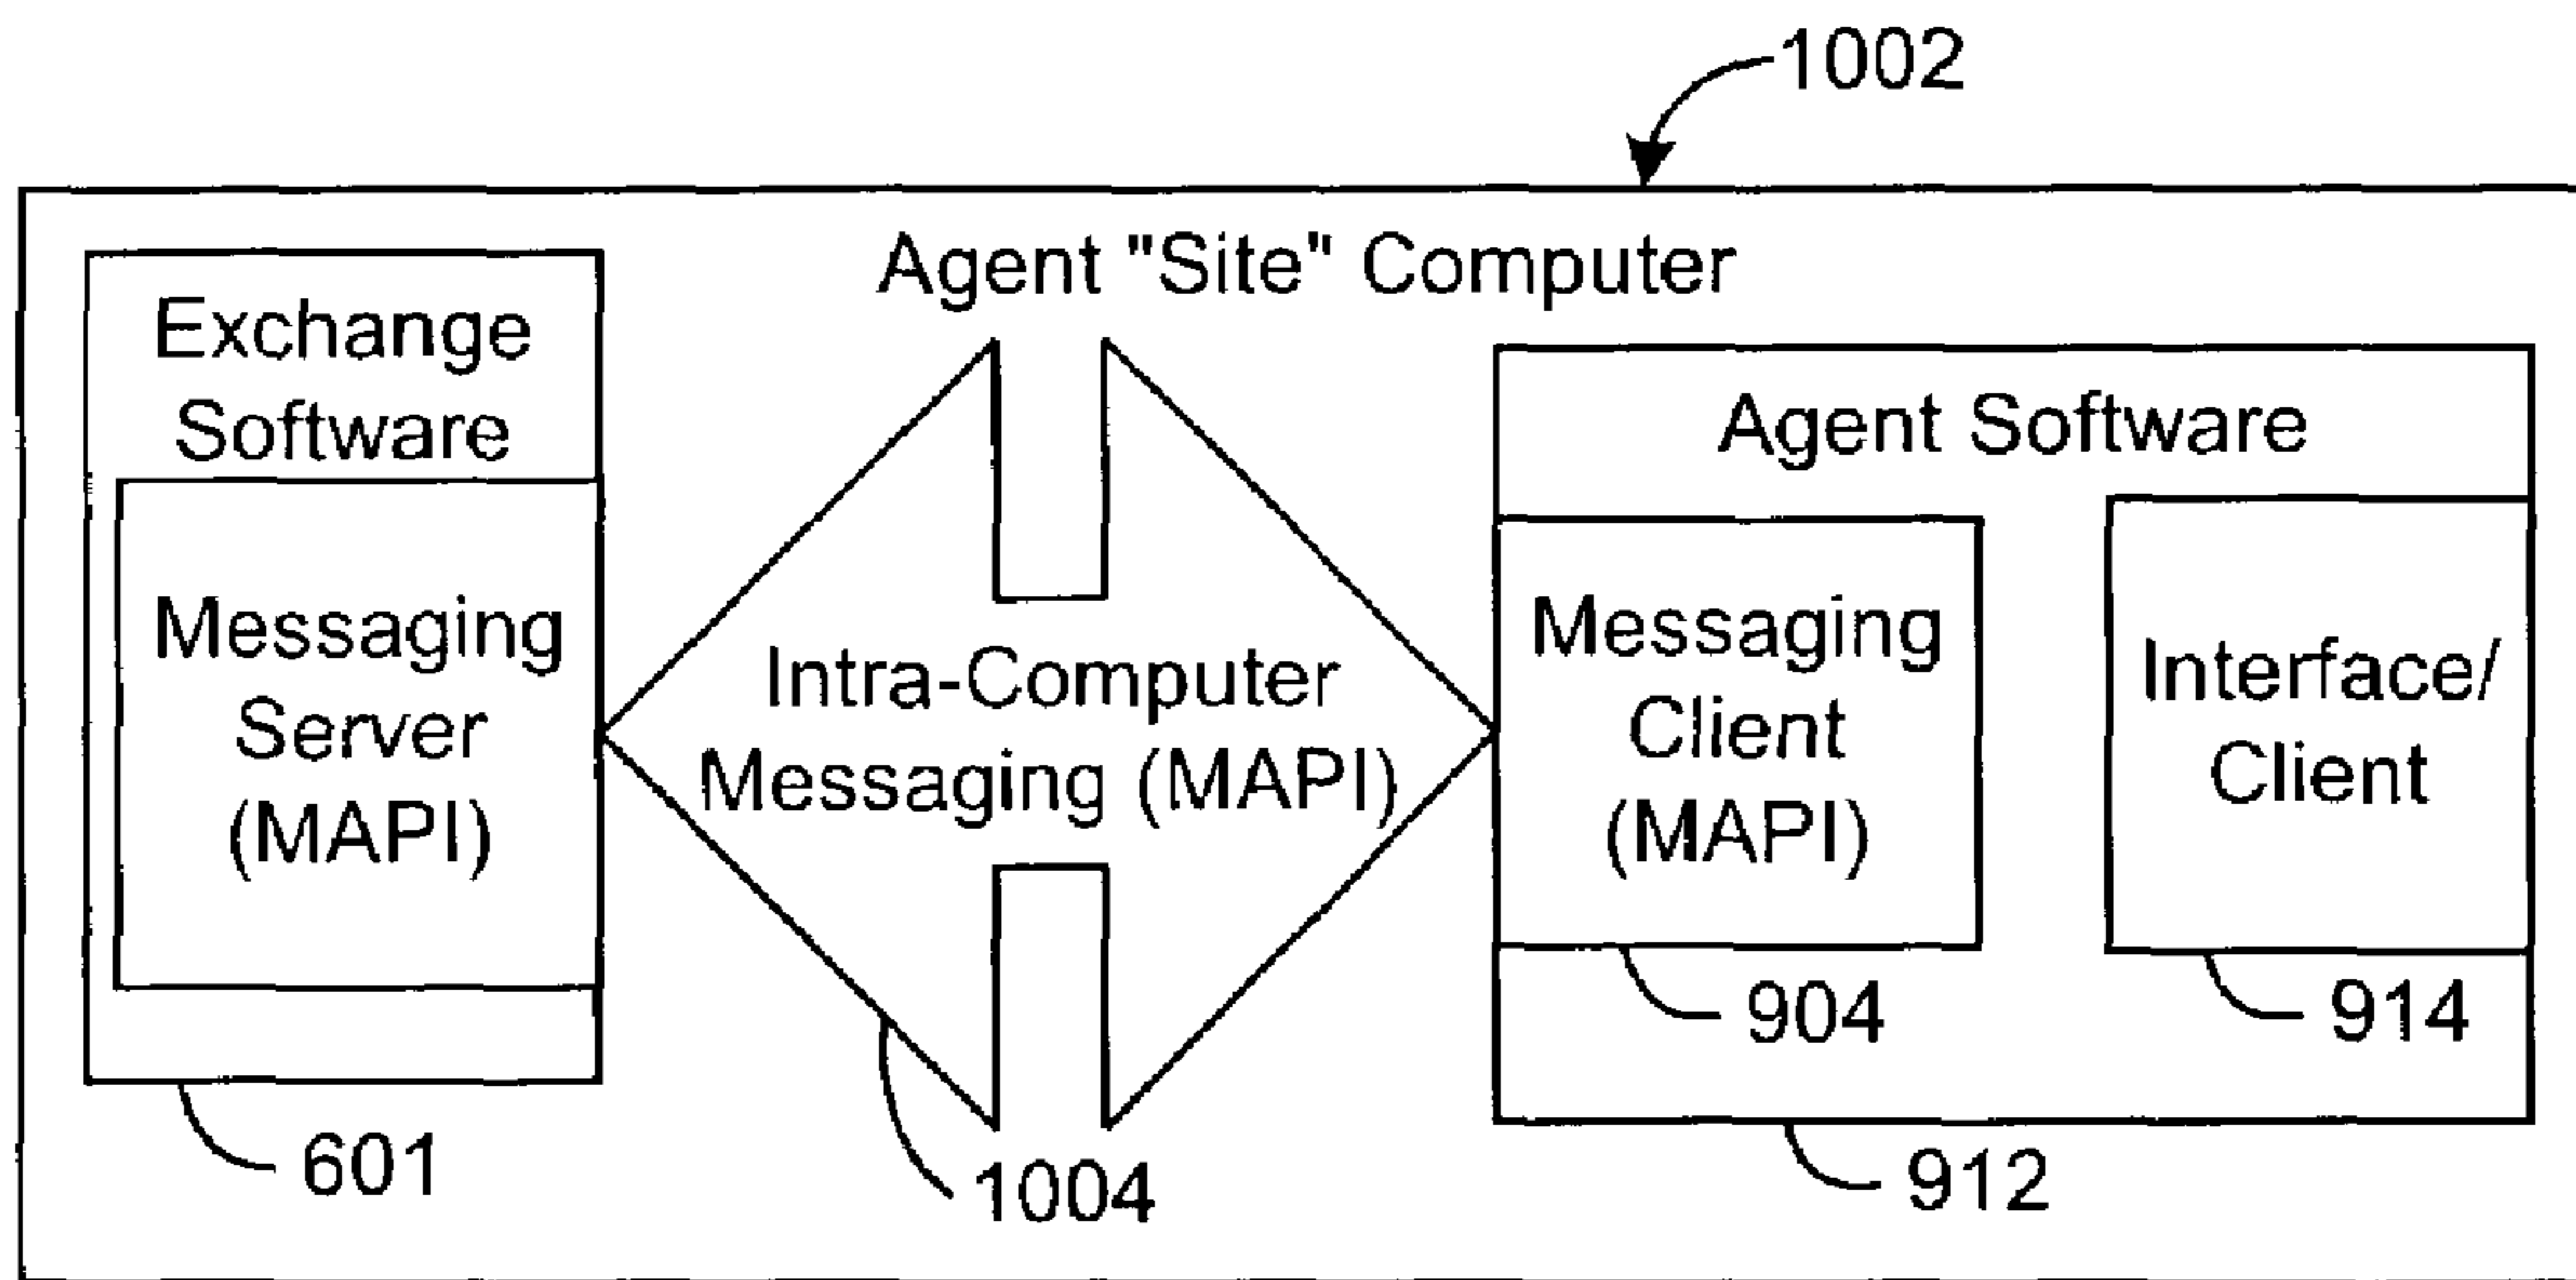 1002
Agent "Site" Computer
Exchange
Software
Messaging
Server
(MAPI)
601
Intra-Computer
Messaging (MAPI)
1004
Agent Software
Messaging
Client
(MAPI)
904
Interface/
Client
914
912